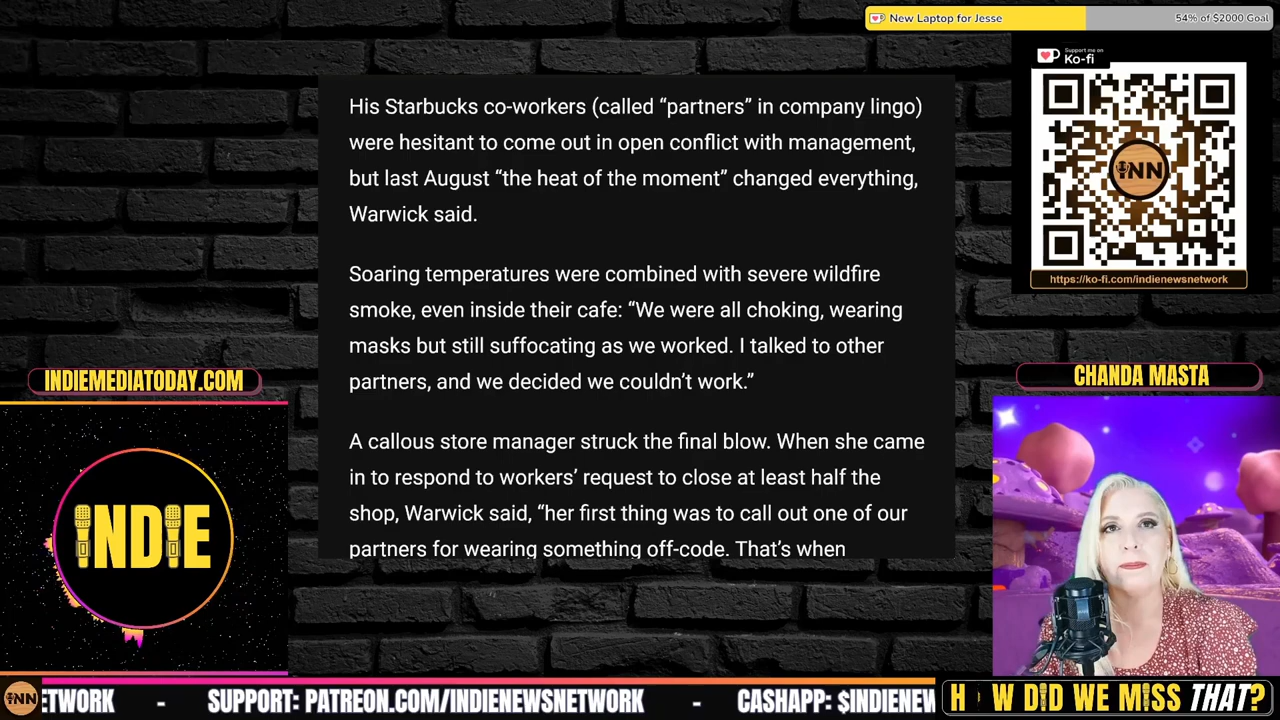 New Laptop for Jesse
54% of $2000 Goal
Support me on
Ko-fi
INN
https://ko-fi.com/indienewsnetwork
His Starbucks co-workers (called “partners” in company lingo)
were hesitant to come out in open conflict with management,
but last August “the heat of the moment” changed everything,
Warwick said.
Soaring temperatures were combined with severe wildfire
smoke, even inside their cafe: “We were all choking, wearing
masks but still suffocating as we worked. I talked to other
partners, and we decided we couldn’t work.”
A callous store manager struck the final blow. When she came
in to respond to workers’ request to close at least half the
shop, Warwick said, “her first thing was to call out one of our
partners for wearing something off-code. That’s when
INDIEMEDIATODAY.COM
CHANDA MASTA
INDIE
INN
ETWORK - SUPPORT: PATREON.COM/INDIENEWSNETWORK - CASHAPP: $INDIENEW
H W DID WE MISS THAT?